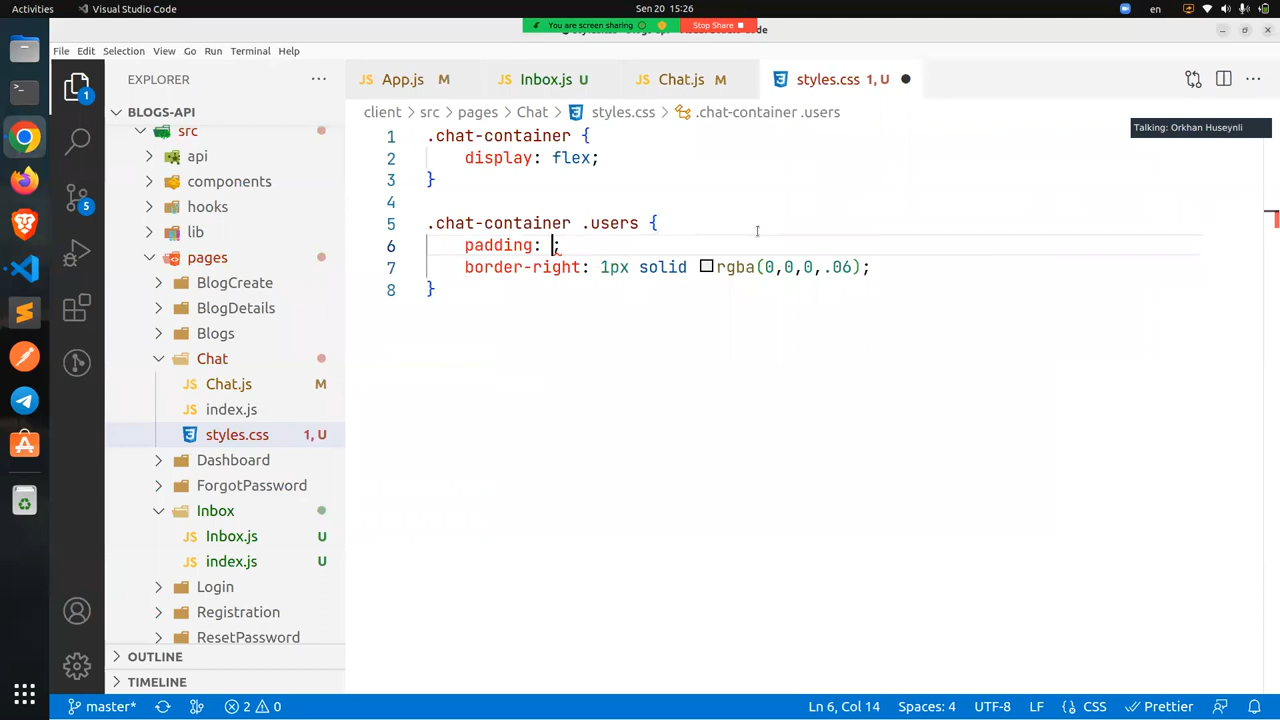 Activities
Visual Studio Code
Sen 20 15:26
en
You are screen sharing
Stop Share
File Edit Selection View Go Run Terminal Help
EXPLORER
App.js M
Inbox.js U
Chat.js M
styles.css 1, U
BLOGS-API
client > src > pages > Chat > styles.css > .chat-container .users
Talking: Orkhan Huseynli
src
api
components
hooks
lib
pages
BlogCreate
BlogDetails
Blogs
Chat
JS Chat.js M
JS index.js
styles.css 1, U
Dashboard
ForgotPassword
Inbox
JS Inbox.js U
JS index.js U
Login
Registration
ResetPassword
OUTLINE
TIMELINE
1 .chat-container {
2 display: flex;
3 }
4
5 .chat-container .users {
6 padding: ;
7 border-right: 1px solid rgba(0,0,0,.06);
8 }
1
5
master*
2 0
Ln 6, Col 14
Spaces: 4
UTF-8
LF
{} CSS
Prettier